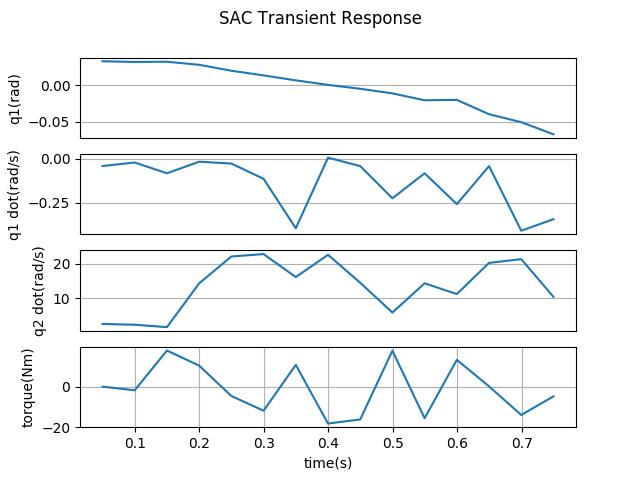 SAC Transient Response
q1(rad)
0.00
−0.05
q1 dot(rad/s)
0.00
−0.25
q2 dot(rad/s)
20
10
torque(Nm)
0
−20
0.1 0.2 0.3 0.4 0.5 0.6 0.7
time(s)